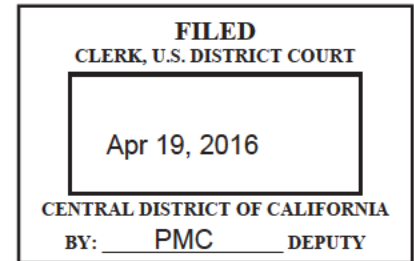 FILED
CLERK, U.S. DISTRICT COURT
Apr 19, 2016
CENTRAL DISTRICT OF CALIFORNIA
BY: PMC DEPUTY